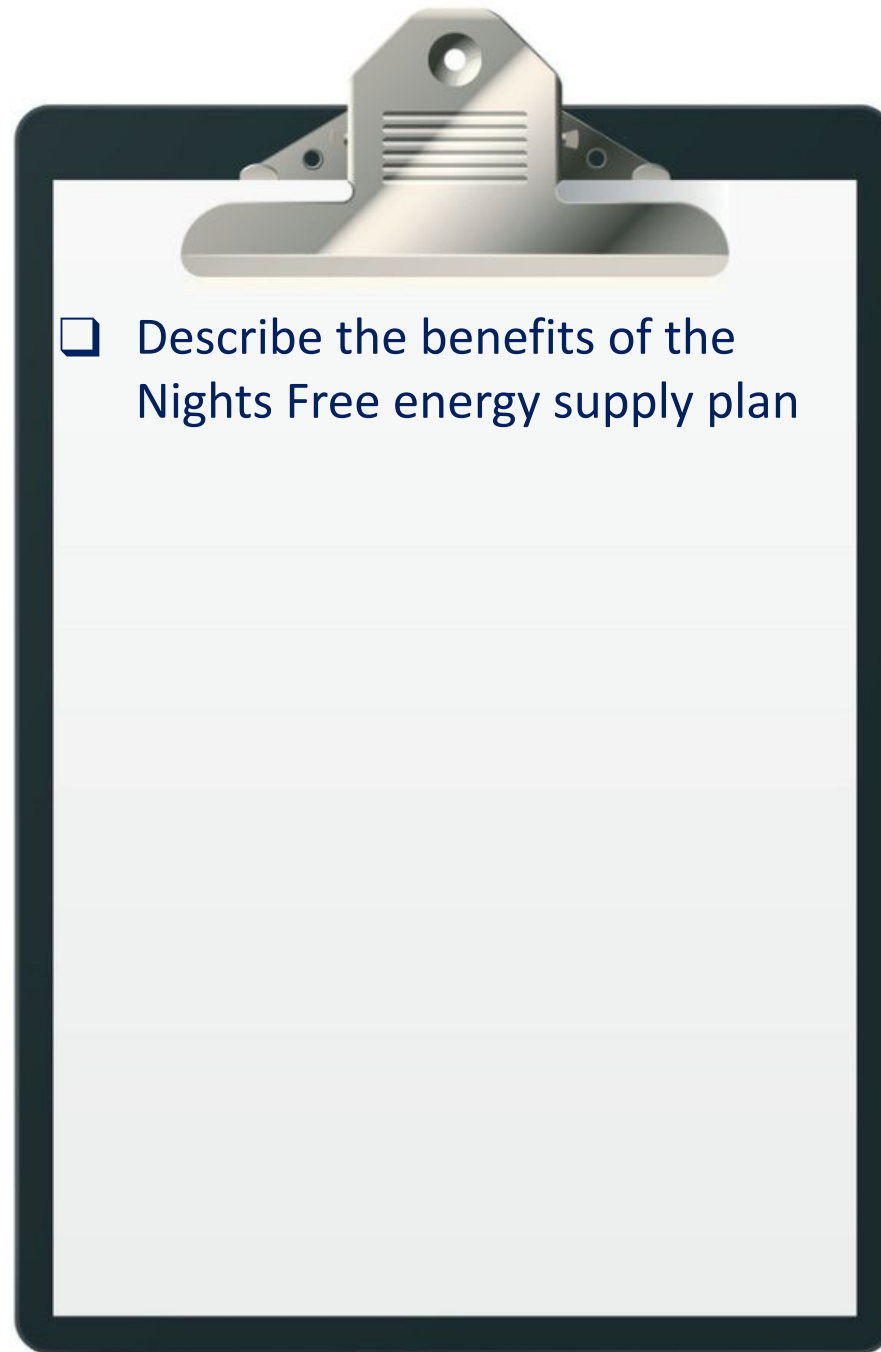 ❑ Describe the benefits of the
Nights Free energy supply plan